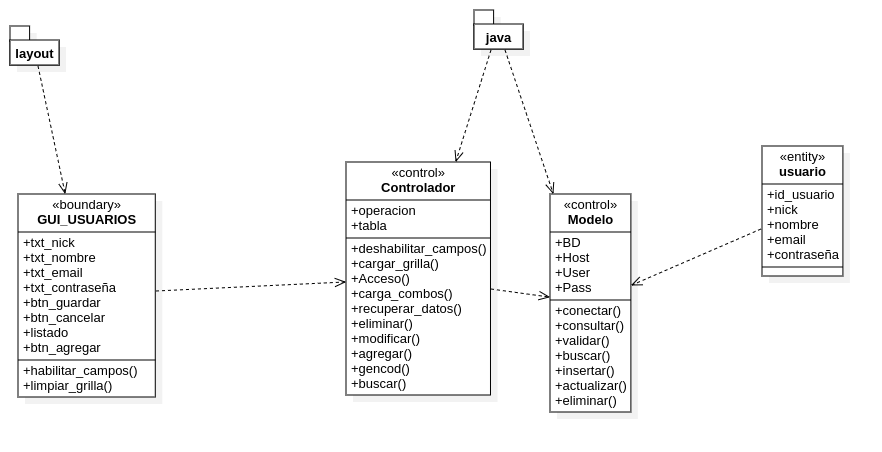 layout
java
«boundary»
GUI_USUARIOS
+txt_nick
+txt_nombre
+txt_email
+txt_contraseña
+btn_guardar
+btn_cancelar
+listado
+btn_agregar
+habilitar_campos()
+limpiar_grilla()
«control»
Controlador
+operacion
+tabla
+deshabilitar_campos()
+cargar_grilla()
+Acceso()
+carga_combos()
+recuperar_datos()
+eliminar()
+modificar()
+agregar()
+gencod()
+buscar()
«control»
Modelo
+BD
+Host
+User
+Pass
+conectar()
+consultar()
+validar()
+buscar()
+insertar()
+actualizar()
+eliminar()
«entity»
usuario
+id_usuario
+nick
+nombre
+email
+contraseña